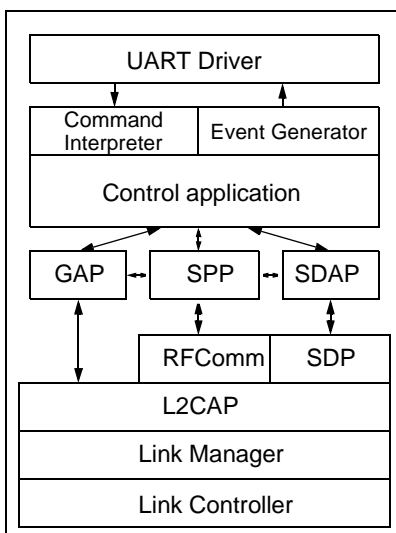 UART Driver
Command
Interpreter
Event Generator
Control application
GAP
SPP
SDAP
RFComm
SDP
L2CAP
Link Manager
Link Controller